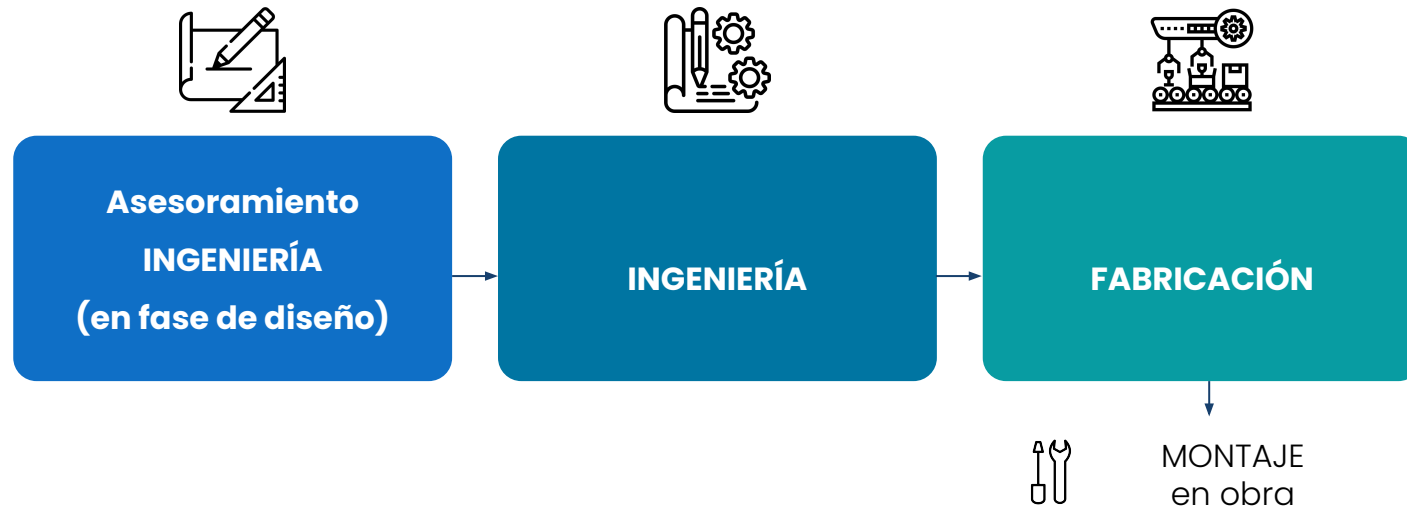 Asesoramiento
INGENIERÍA
(en fase de diseño)
INGENIERÍA
FABRICACIÓN
MONTAJE
en obra